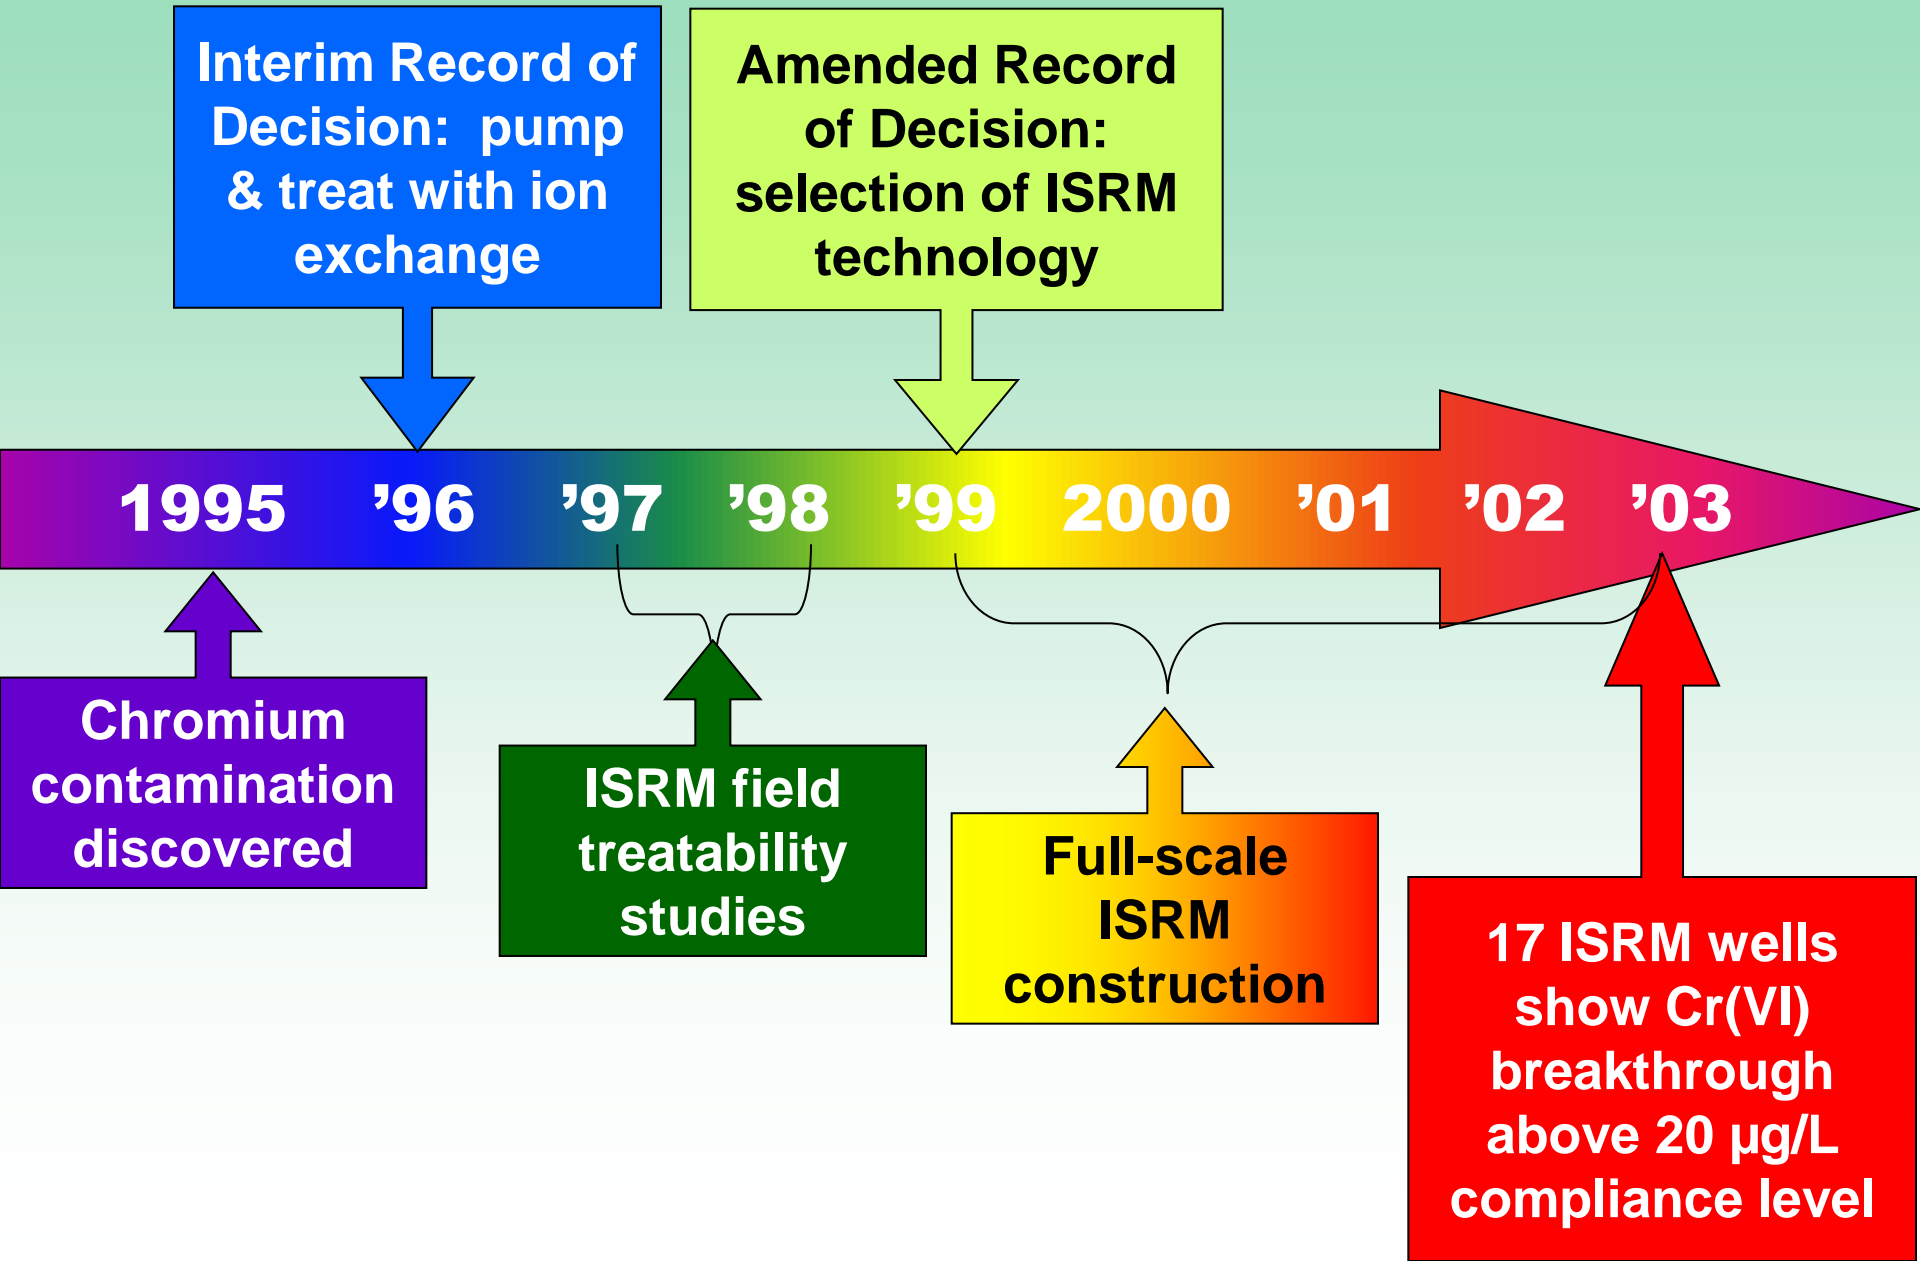 Interim Record of
Decision:  pump
& treat with ion
exchange
Amended Record
of Decision:
selection of ISRM
technology
1995 ’96 ’97 ’98 ’99 2000 ’01 ’02 ’03
Chromium
contamination
discovered
ISRM field
treatability
studies
Full-scale
ISRM
construction
17 ISRM wells
show Cr(VI)
breakthrough
above 20 µg/L
compliance level